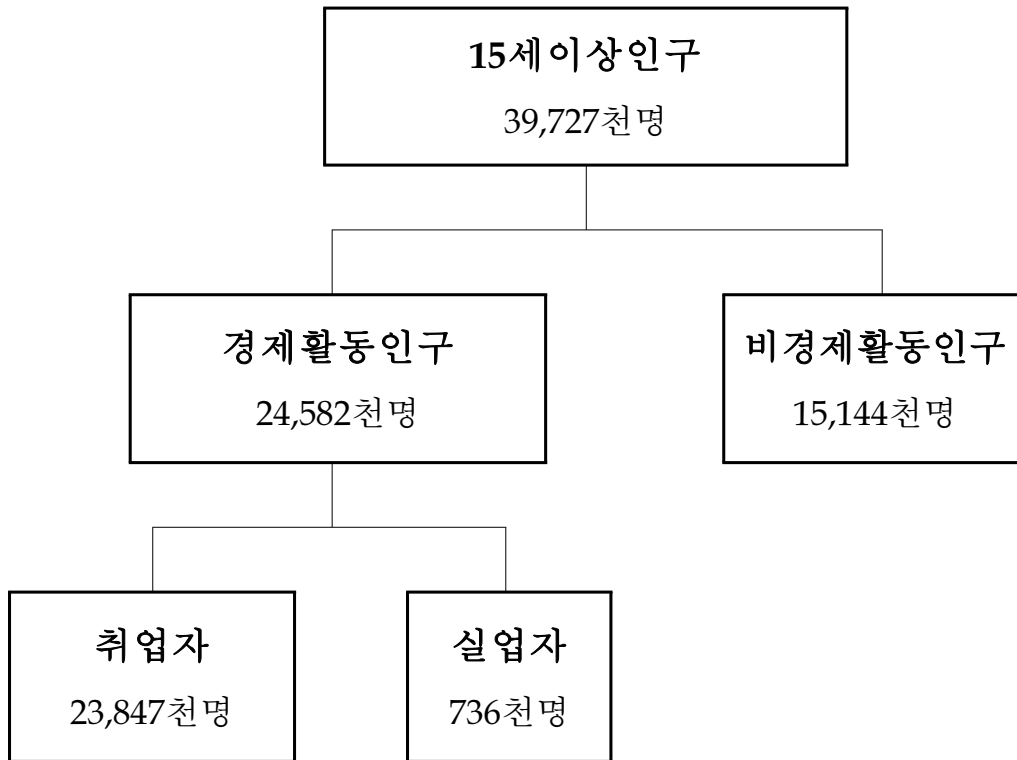 15세이상인구
39,727천명
경제활동인구
24,582천명
비경제활동인구
15,144천명
취업자
23,847천명
실업자
736천명